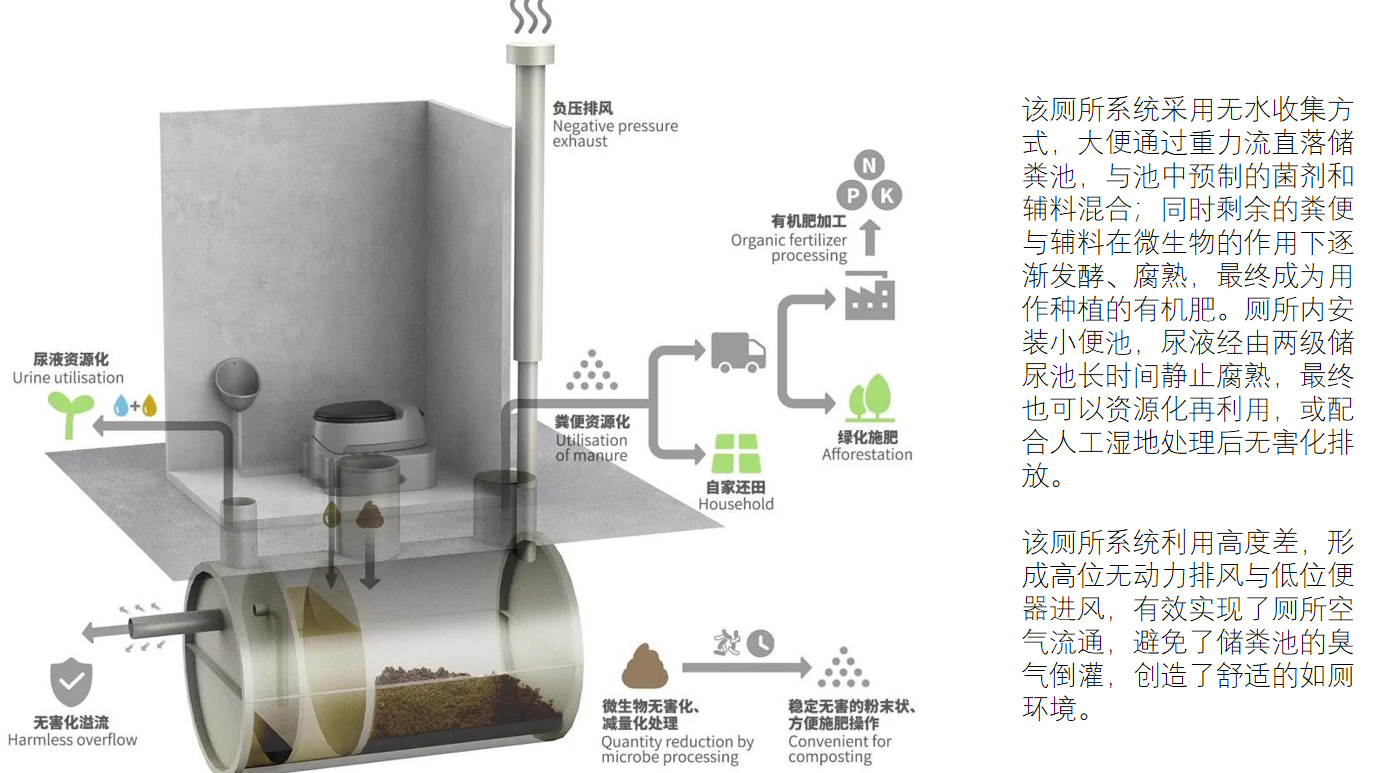 负压排风
Negative pressure
exhaust
N
P K
有机肥加工
Organic fertilizer
processing
尿液资源化
Urine utilisation
+
粪便资源化
Utilisation
of manure
绿化施肥
Afforestation
自家还田
Household
无害化溢流
Harmless overflow
微生物无害化、
减量化处理
Quantity reduction by
microbe processing
稳定无害的粉末状、
方便施肥操作
Convenient for
composting
该厕所系统采用无水收集方
式，大便通过重力流直落储
粪池，与池中预制的菌剂和
辅料混合；同时剩余的粪便
与辅料在微生物的作用下逐
渐发酵、腐熟，最终成为用
作种植的有机肥。厕所内安
装小便池，尿液经由两级储
尿池长时间静止腐熟，最终
也可以资源化再利用，或配
合人工湿地处理后无害化排
放。
该厕所系统利用高度差，形
成高位无动力排风与低位便
器进风，有效实现了厕所空
气流通，避免了储粪池的臭
气倒灌，创造了舒适的如厕
环境。